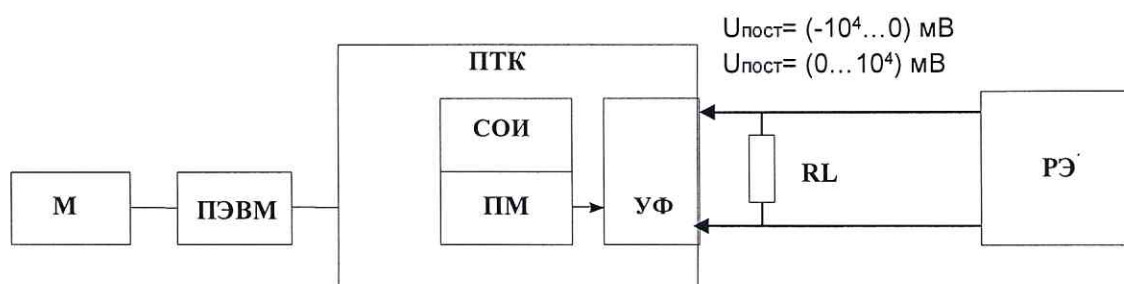 Uпост= (-10⁴...0) мВ
Uпост= (0...10⁴) мВ
ПТК
СОИ
М
ПЭВМ
ПМ
УФ
RL
РЭ